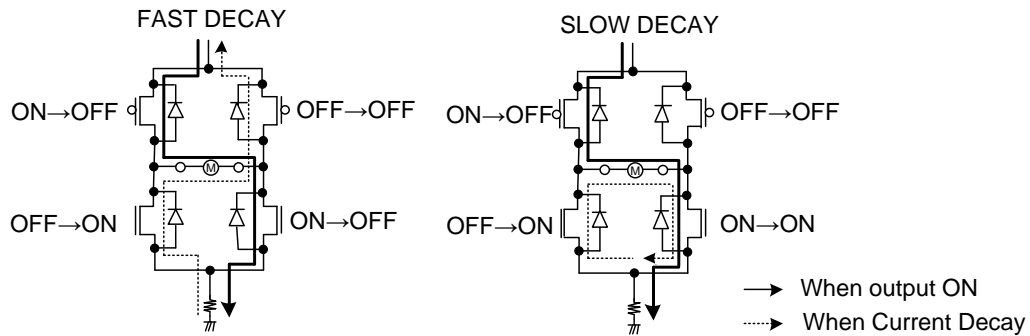 FAST DECAY
SLOW DECAY
ON→OFF
OFF→OFF
ON→OFF
OFF→OFF
M
M
OFF→ON
ON→OFF
OFF→ON
ON→ON
When output ON
When Current Decay